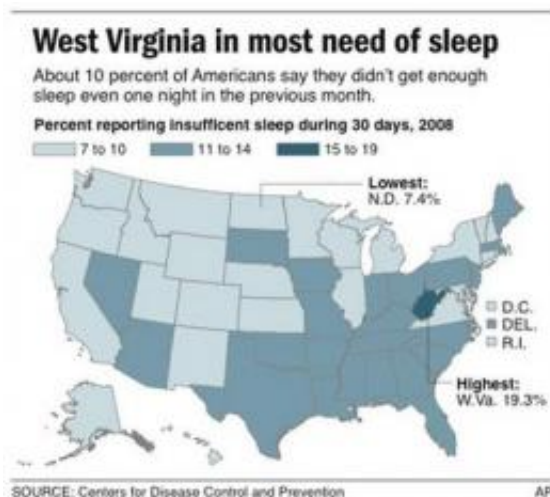 West Virginia in most need of sleep
About 10 percent of Americans say they didn't get enough
sleep even one night in the previous month.
Percent reporting insufficent sleep during 30 days, 2008
7 to 10
11 to 14
15 to 19
Lowest:
N.D. 7.4%
D.C.
DEL.
R.I.
Highest:
W.Va. 19.3%
SOURCE: Centers for Disease Control and Prevention
AP